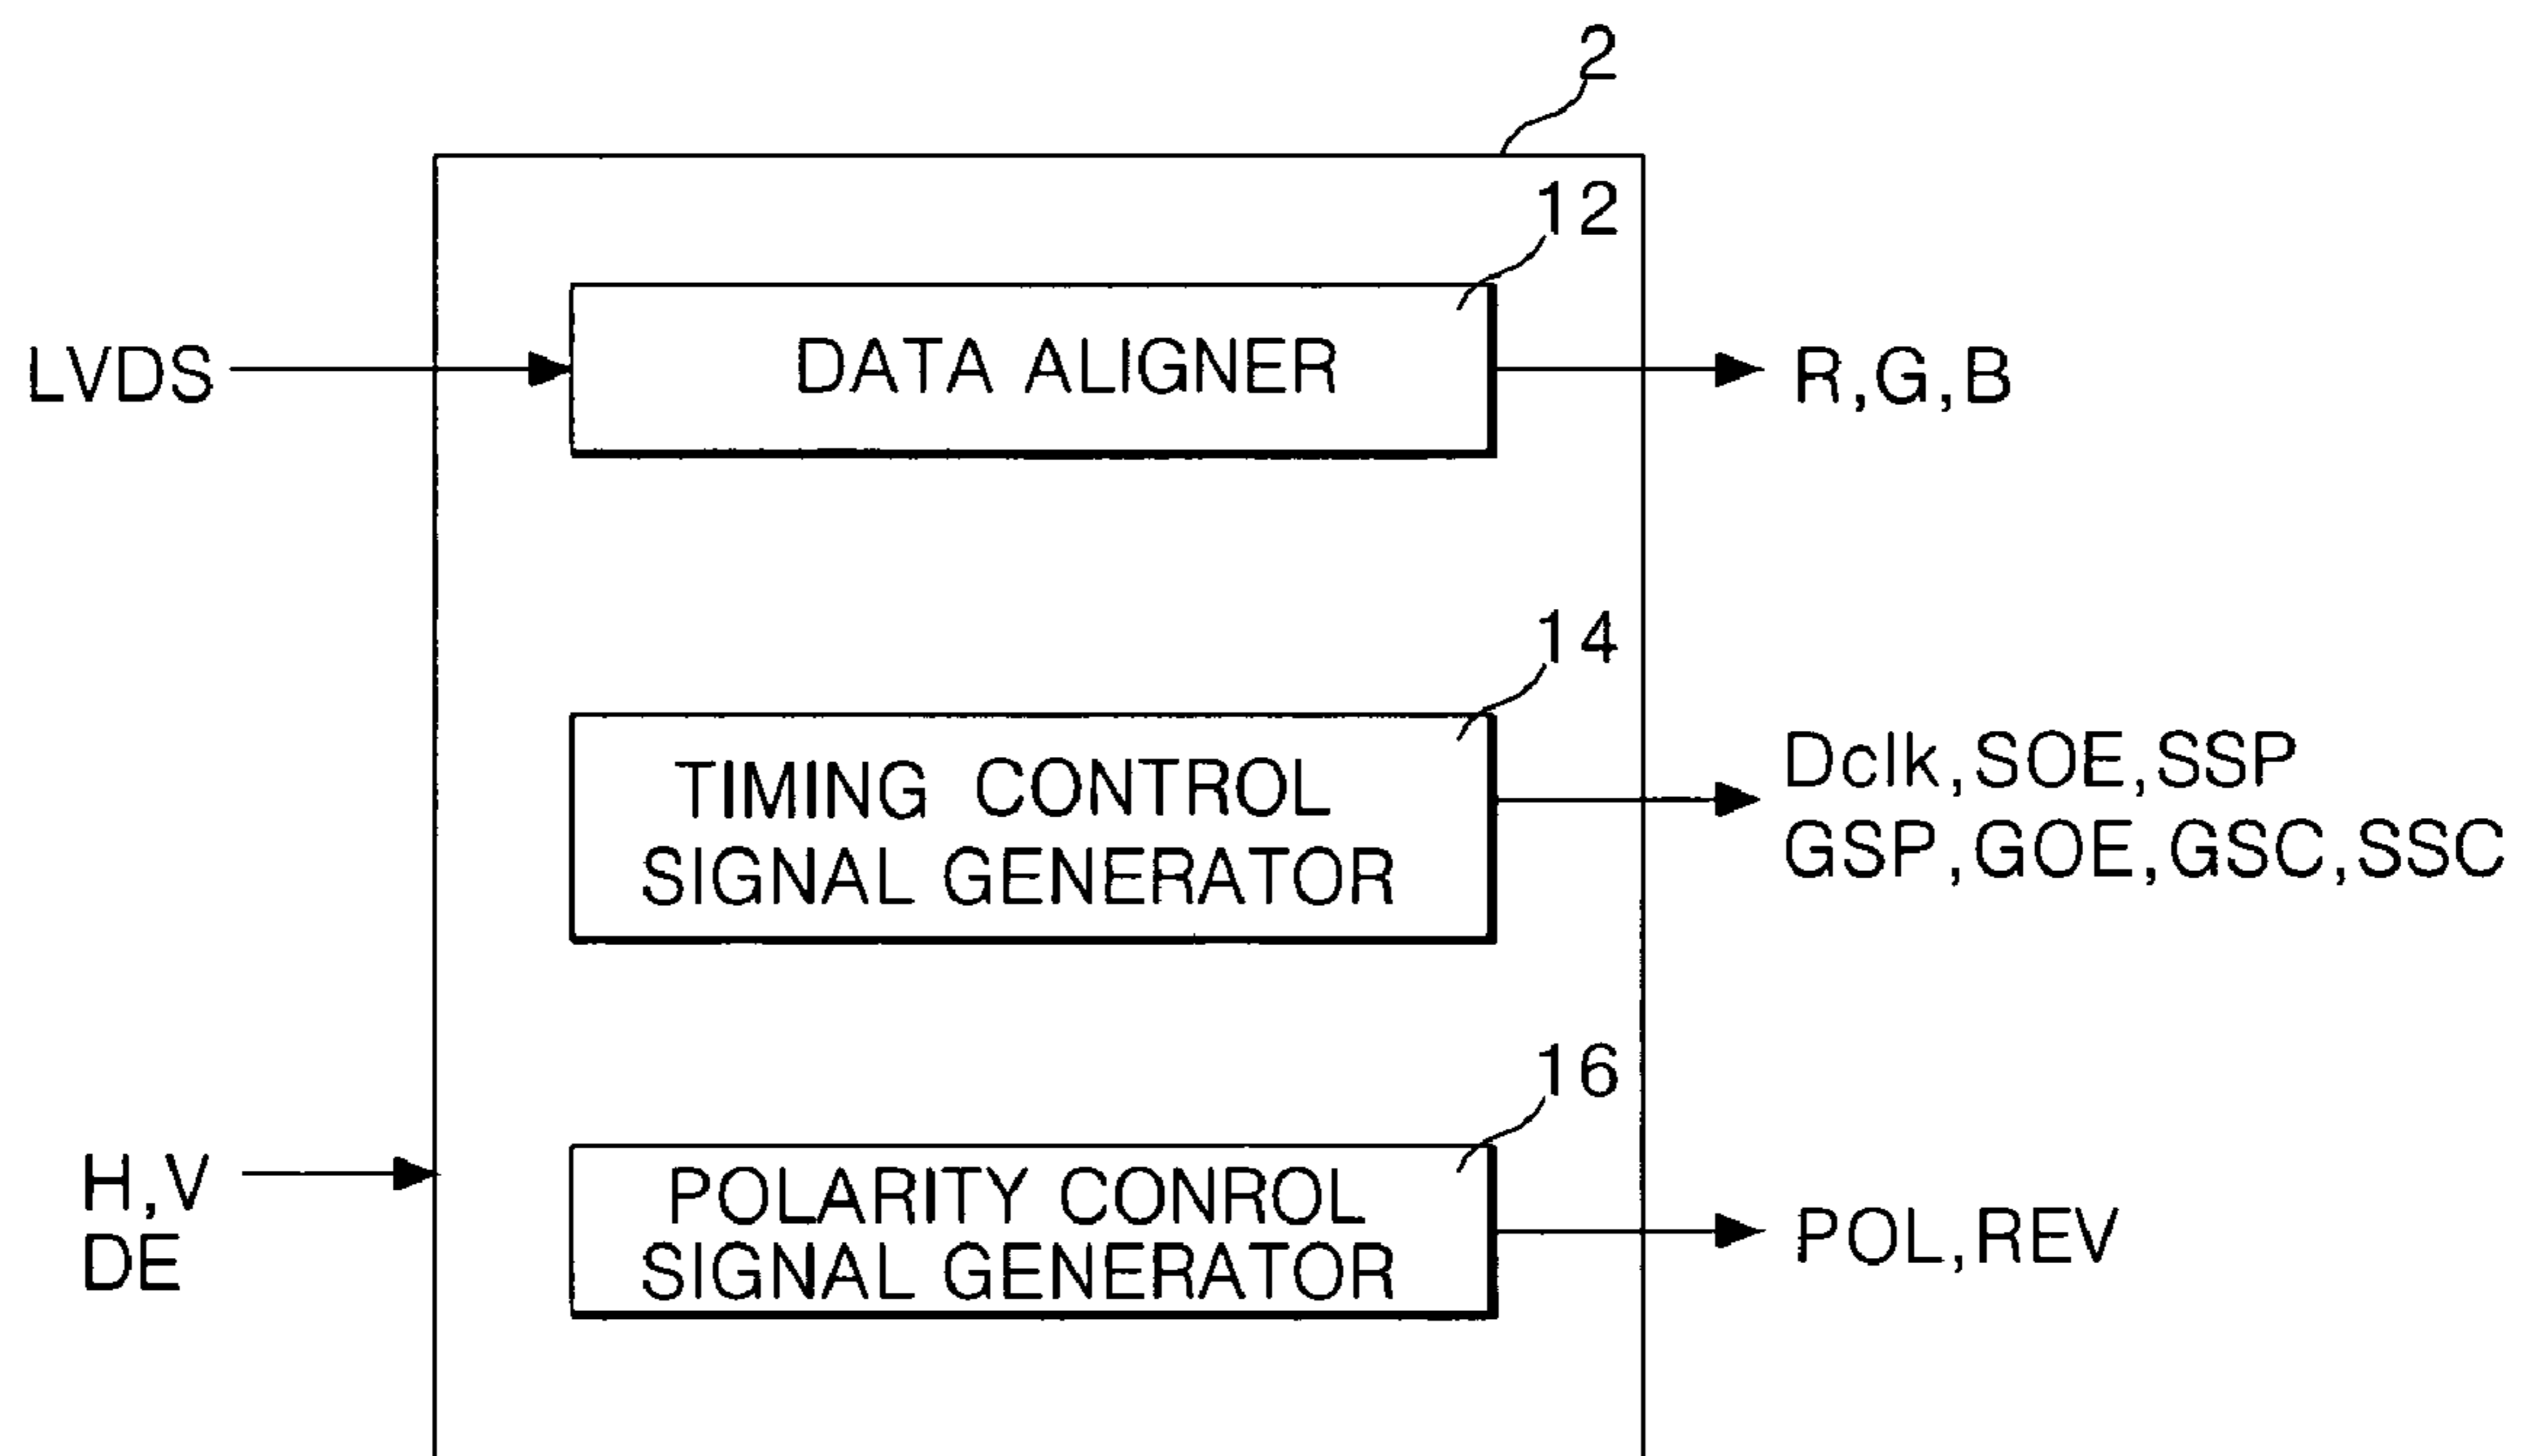 2
12
LVDS
DATA ALIGNER
R,G,B
14
TIMING CONTROL
SIGNAL GENERATOR
Dclk,SOE,SSP
GSP,GOE,GSC,SSC
16
H,V
DE
POLARITY CONROL
SIGNAL GENERATOR
POL,REV